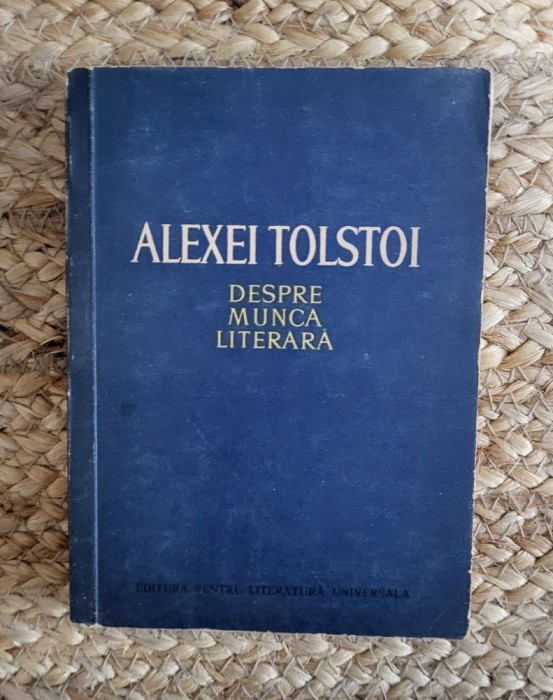 ALEXEI TOLSTOI
DESPRE
MUNCA
LITERARĂ
EDITURA PENTRU LITERATURĂ UNIVERSALĂ